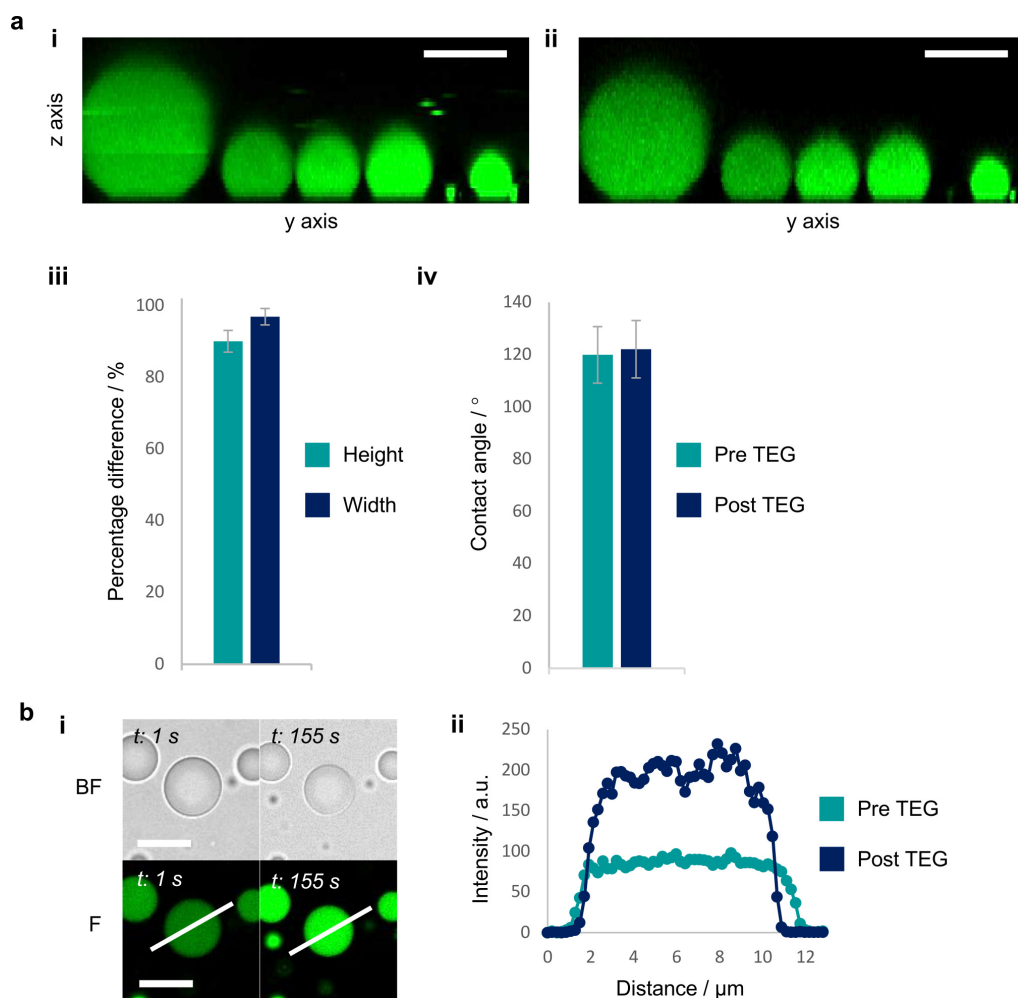 a
i
ii
z axis
y axis
y axis
iii
iv
100
80
60
40
20
0
Percentage difference / %
Height
Width
140
120
100
80
60
40
20
0
Contact angle / °
Pre TEG
Post TEG
b
i
ii
BF
t: 1 s
t: 155 s
F
t: 1 s
t: 155 s
250
200
150
100
50
0
Intensity / a.u.
0 2 4 6 8 10 12
Distance / µm
Pre TEG
Post TEG